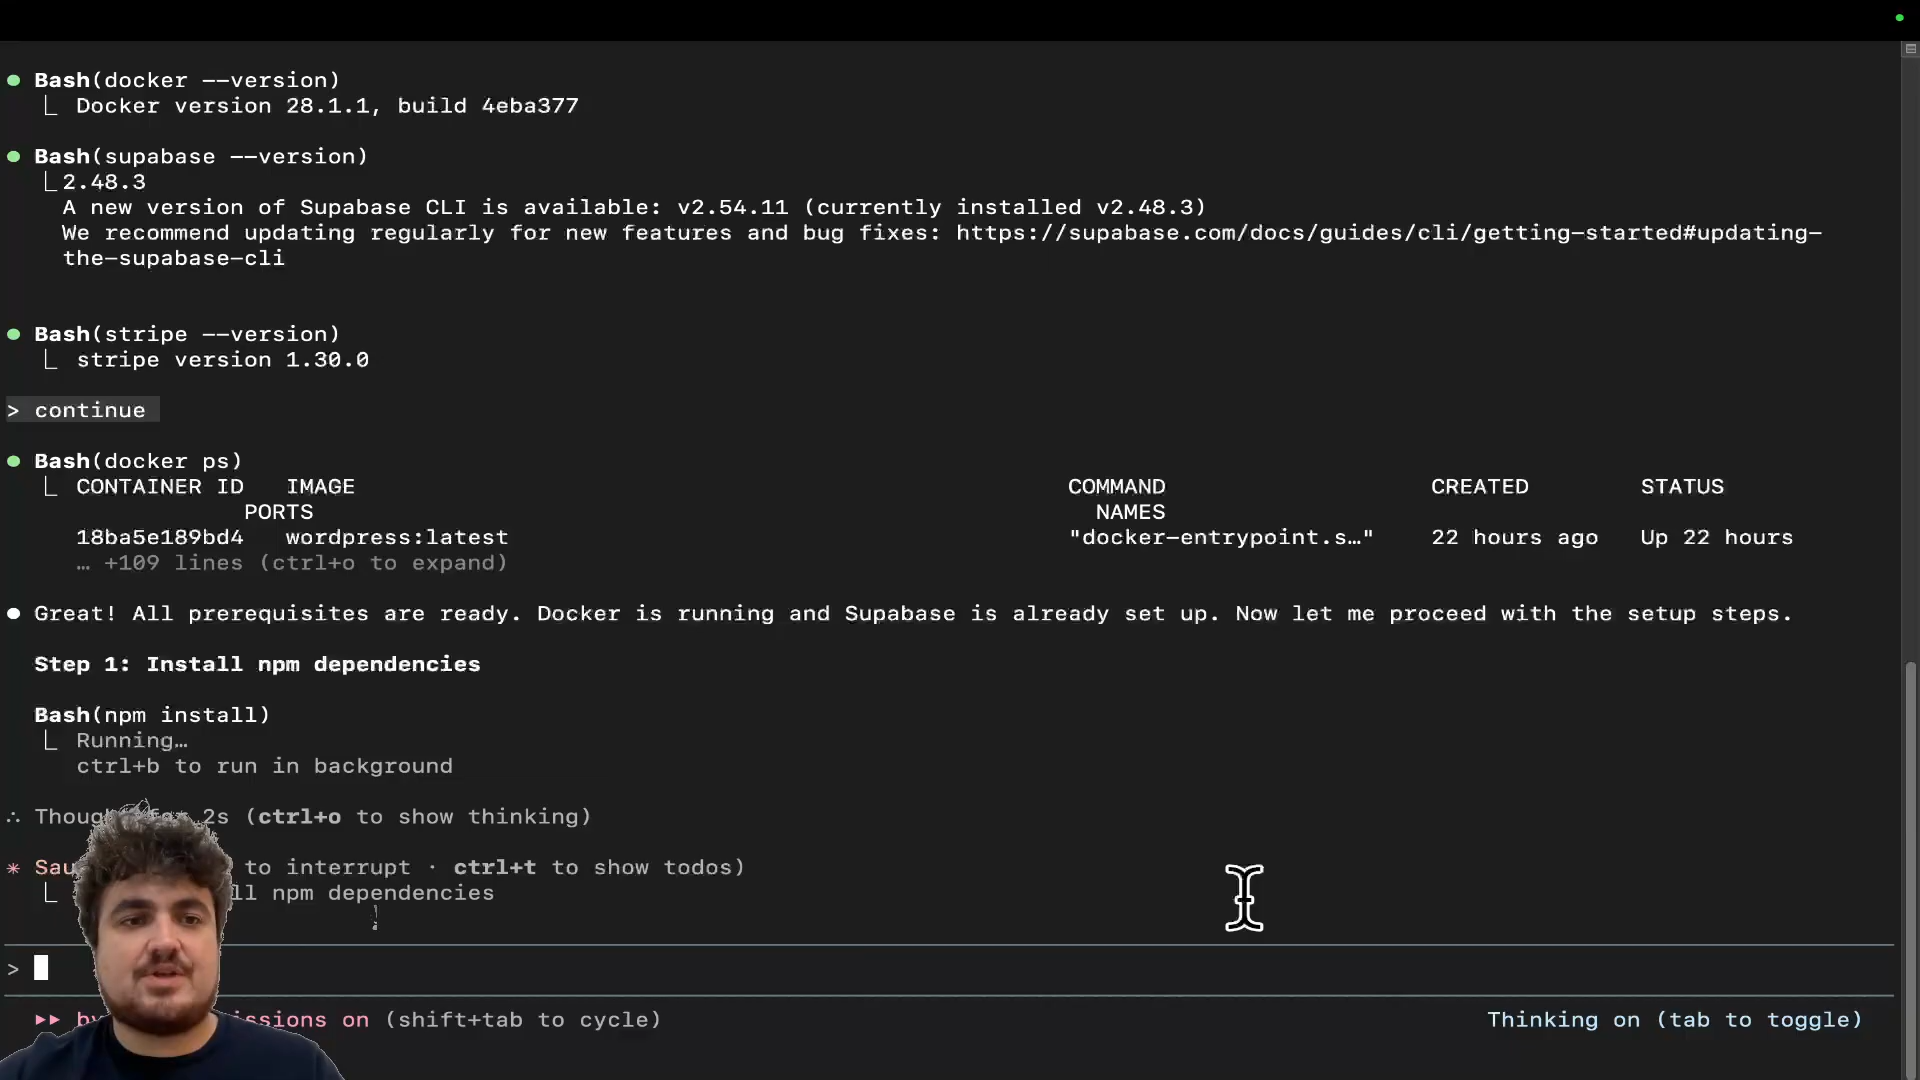 ● Bash(docker --version)
⎿ Docker version 28.1.1, build 4eba377
● Bash(supabase --version)
⎿ 2.48.3
A new version of Supabase CLI is available: v2.54.11 (currently installed v2.48.3)
We recommend updating regularly for new features and bug fixes: https://supabase.com/docs/guides/cli/getting-started#updating-
the-supabase-cli
● Bash(stripe --version)
⎿ stripe version 1.30.0
> continue
● Bash(docker ps)
⎿ CONTAINER ID IMAGE COMMAND CREATED STATUS
PORTS NAMES
18ba5e189bd4 wordpress:latest "docker-entrypoint.s…" 22 hours ago Up 22 hours
… +109 lines (ctrl+o to expand)
● Great! All prerequisites are ready. Docker is running and Supabase is already set up. Now let me proceed with the setup steps.
Step 1: Install npm dependencies
Bash(npm install)
⎿ Running…
ctrl+b to run in background
∴ 2s (ctrl+o to show thinking)
to interrupt · ctrl+t to show todos)
npm dependencies
>
on (shift+tab to cycle) Thinking on (tab to toggle)